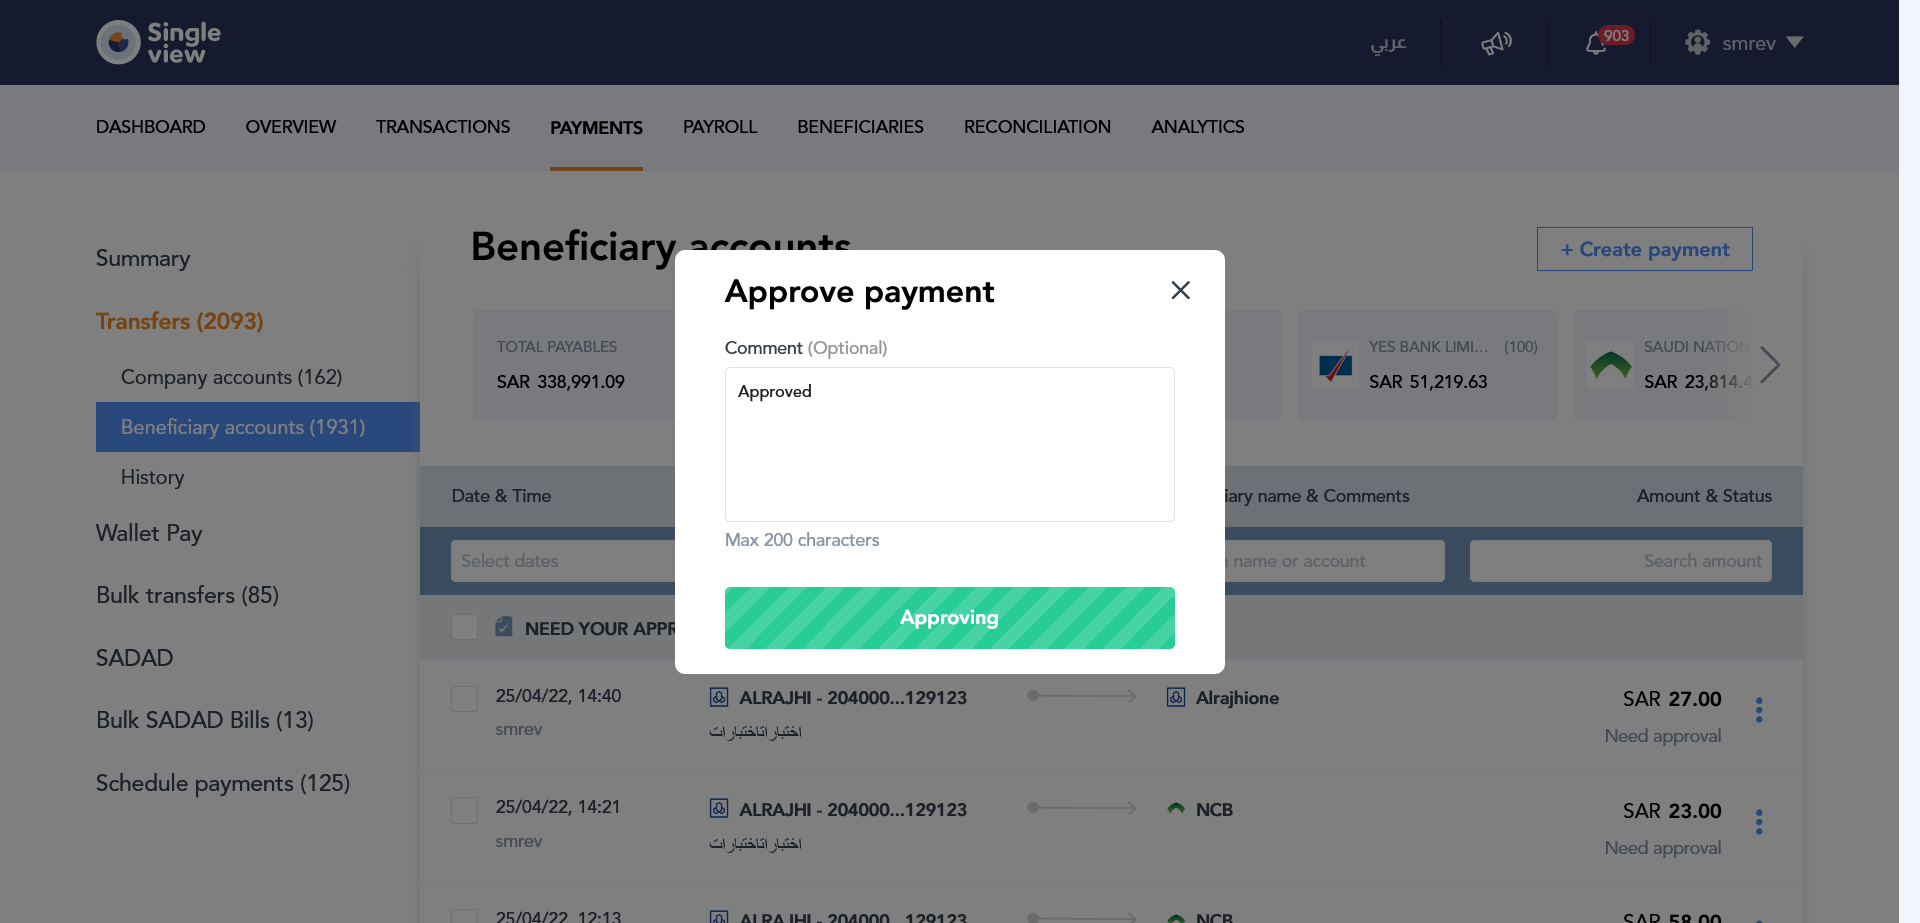 Single
view
عربي
903
smrev
DASHBOARD
OVERVIEW
TRANSACTIONS
PAYMENTS
PAYROLL
BENEFICIARIES
RECONCILIATION
ANALYTICS
Summary
Transfers (2093)
Company accounts (162)
Beneficiary accounts (1931)
History
Wallet Pay
Bulk transfers (85)
SADAD
Bulk SADAD Bills (13)
Schedule payments (125)
Beneficiary accounts
+ Create payment
TOTAL PAYABLES
SAR 338,991.09
YES BANK LIMI... (100)
SAR 51,219.63
SAUDI NATION
SAR 23,814.4
Date & Time
iary name & Comments
Amount & Status
Select dates
name or account
Search amount
NEED YOUR APPR
25/04/22, 14:40
smrev
ALRAJHI - 204000...129123
اختباراتاختبارات
Alrajhione
SAR 27.00
Need approval
25/04/22, 14:21
smrev
ALRAJHI - 204000...129123
اختباراتاختبارات
NCB
SAR 23.00
Need approval
25/04/22, 12:13
ALRAJHI - 204000...129123
NCB
SAR 58.00
Approve payment
Comment (Optional)
Approved
Max 200 characters
Approving